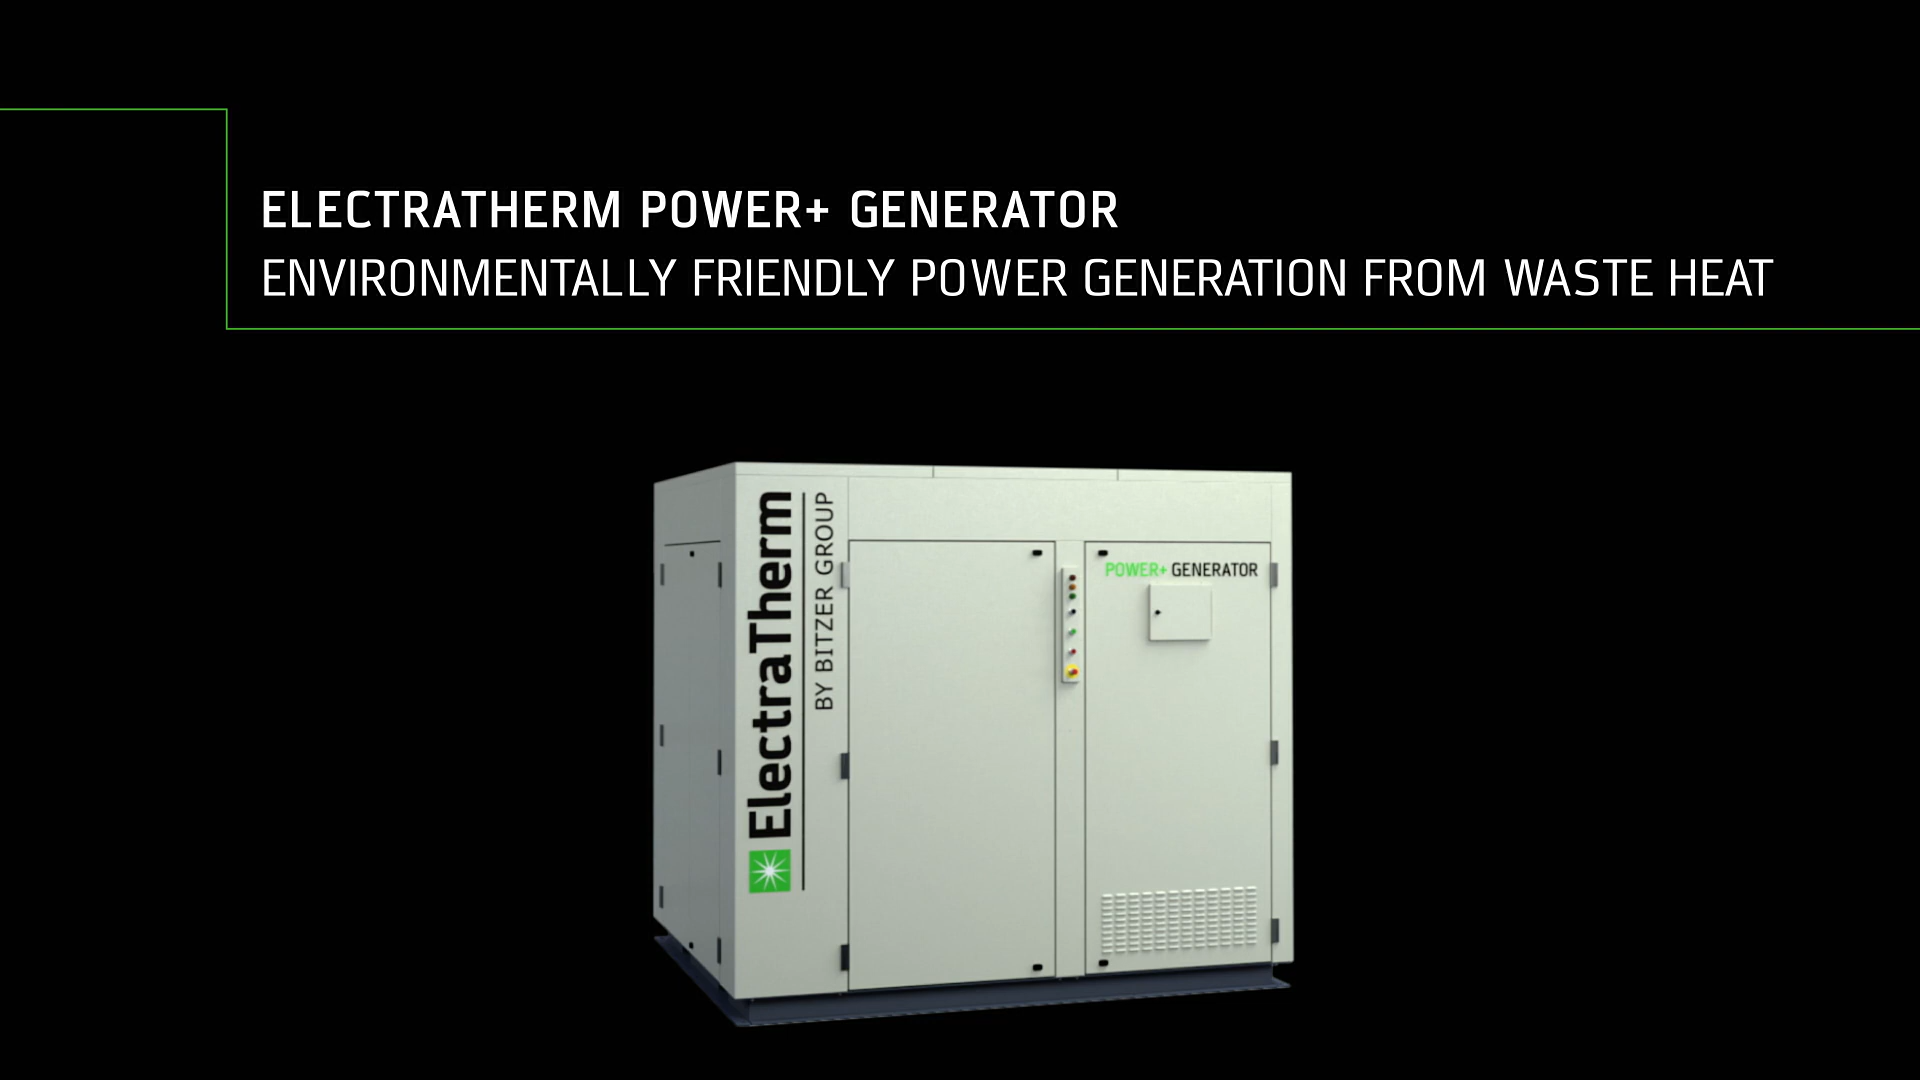 ELECTRATHERM POWER+ GENERATOR
ENVIRONMENTALLY FRIENDLY POWER GENERATION FROM WASTE HEAT
ElectraTherm
BY BITZER GROUP
POWER+ GENERATOR